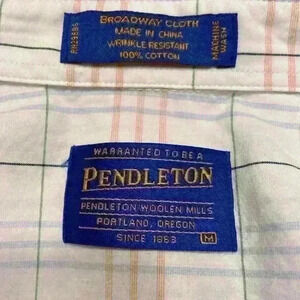 BROADWAY CLOTH
MADE IN CHINA
WRINKLE RESISTANT
100% COTTON
MACHINE
WASH
WARRANTED TO BE A
PENDLETON
PENDLETON WOOLEN MILLS
PORTLAND, OREGON
SINCE 1863
M